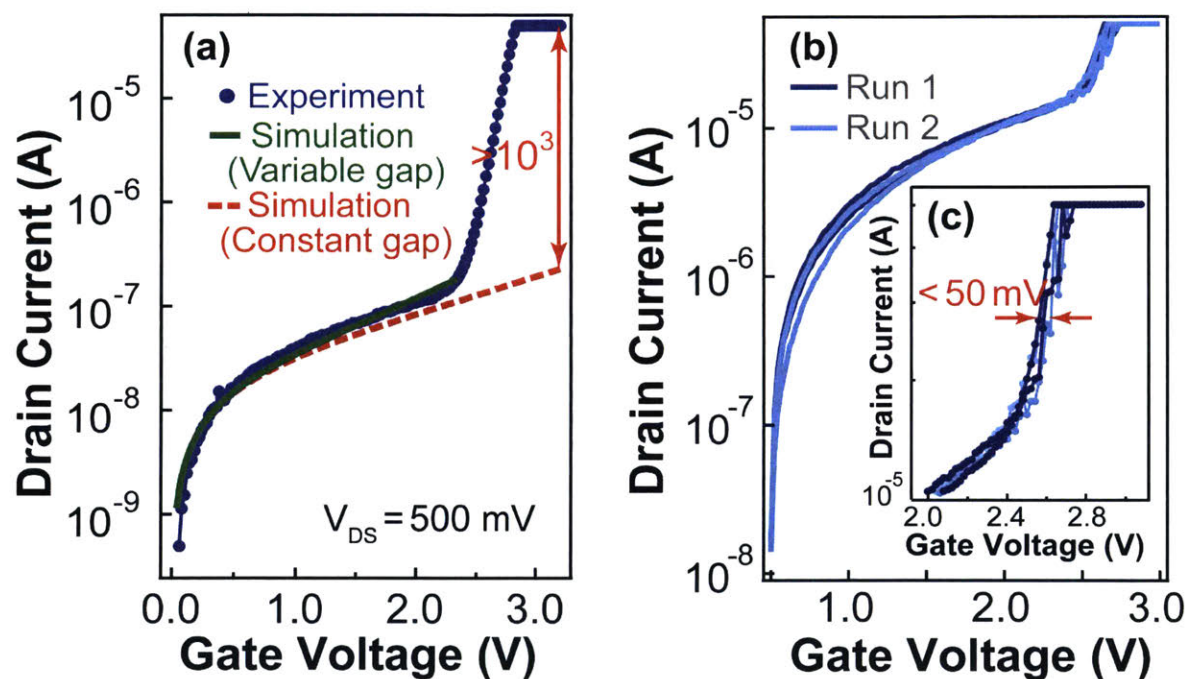 (a)
Experiment
Simulation
(Variable gap)
Simulation
(Constant gap)
>10³
V_DS = 500 mV
10⁻⁵
10⁻⁶
10⁻⁷
10⁻⁸
10⁻⁹
Drain Current (A)
0.0 1.0 2.0 3.0
Gate Voltage (V)
(b)
Run 1
Run 2
10⁻⁵
10⁻⁶
10⁻⁷
10⁻⁸
Drain Current (A)
1.0 2.0 3.0
Gate Voltage (V)
(c)
< 50 mV
Drain Current (A)
10⁻⁵
2.0 2.4 2.8
Gate Voltage (V)